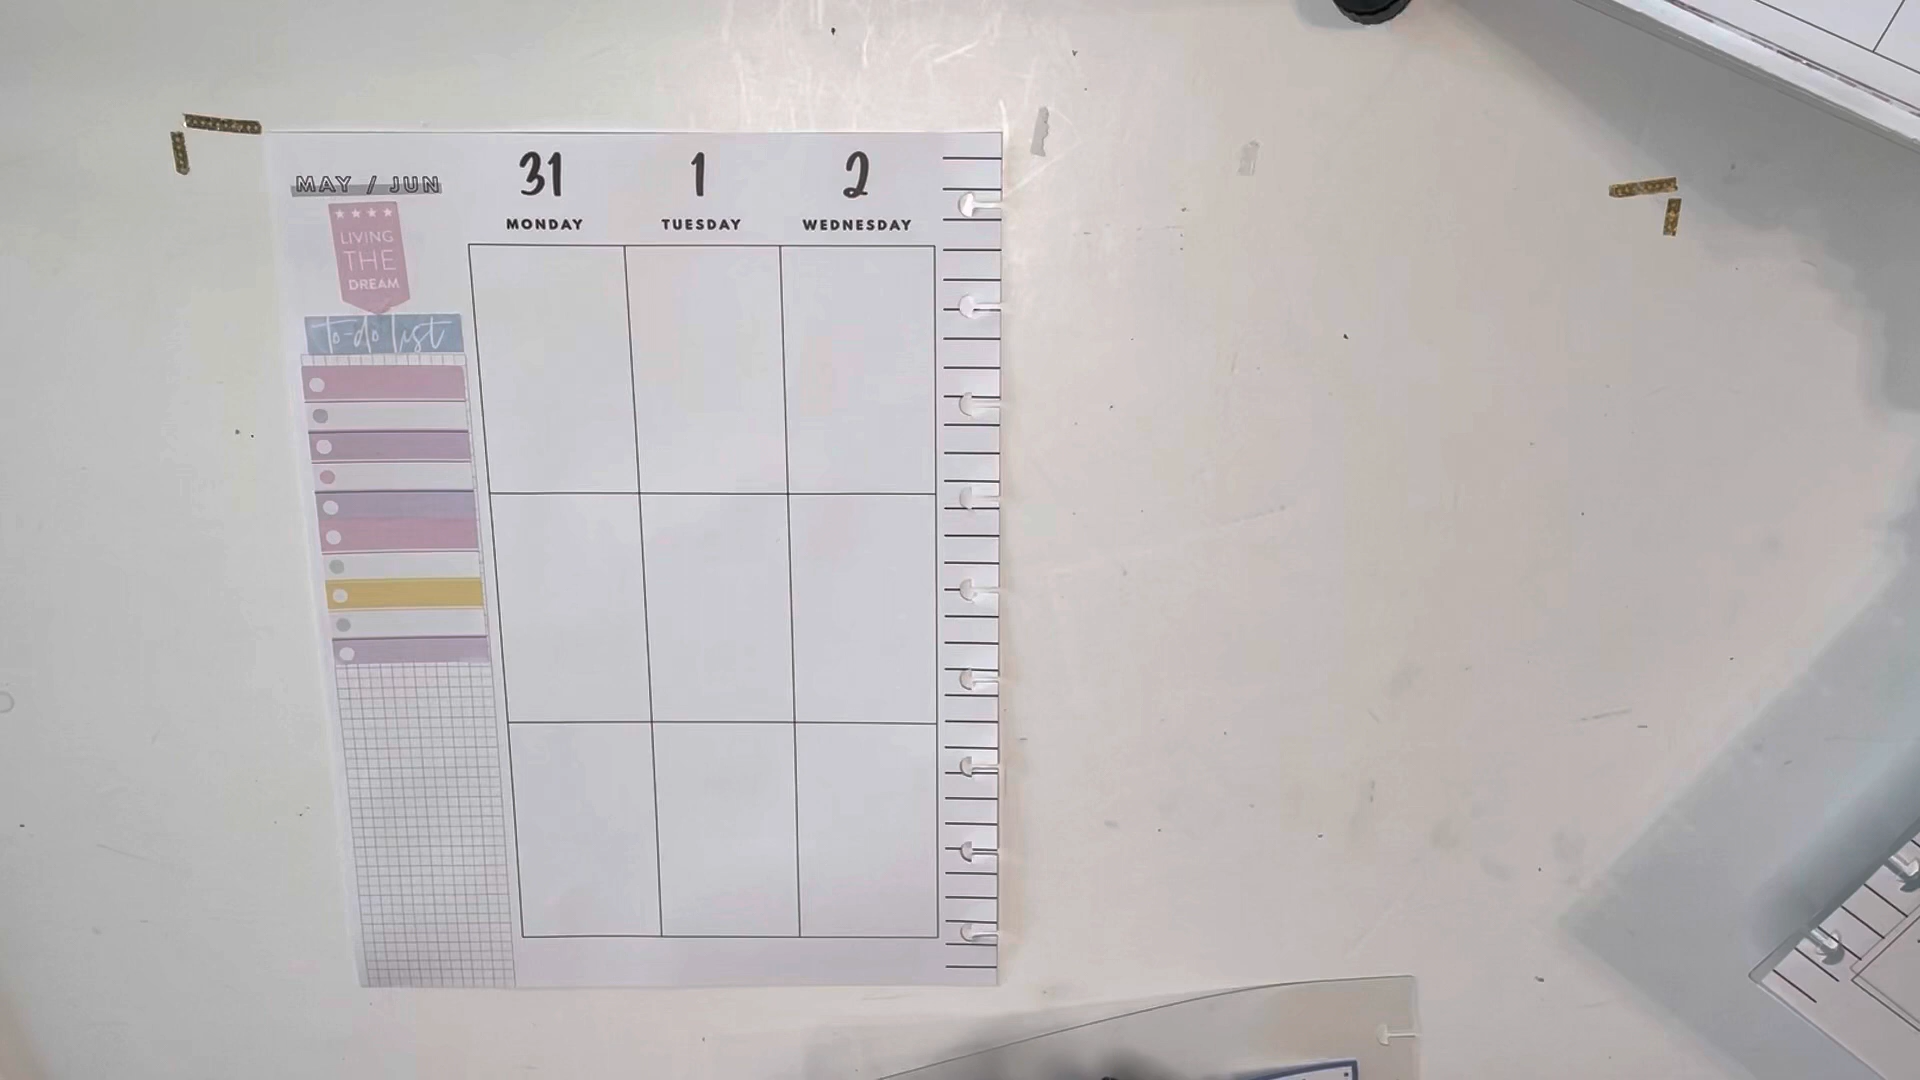 MAY / JUN
31 1 2
MONDAY TUESDAY WEDNESDAY
LIVING
THE
DREAM
to-do list